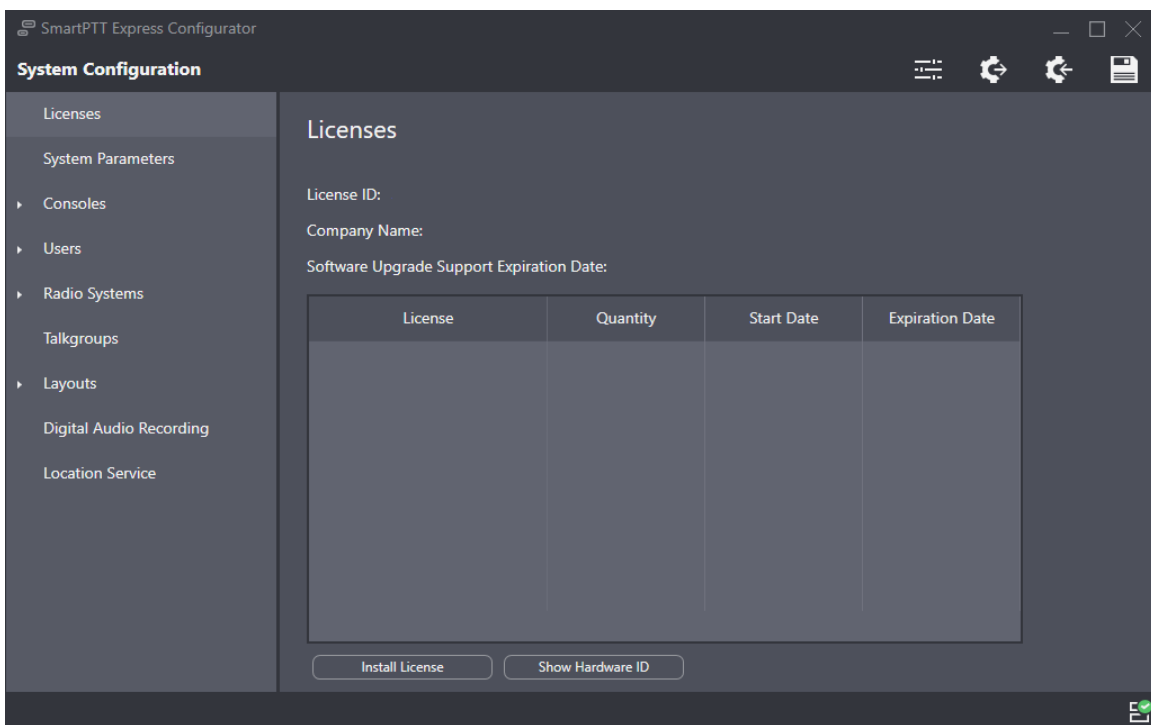 SmartPTT Express Configurator
System Configuration
Licenses
System Parameters
Consoles
Users
Radio Systems
Talkgroups
Layouts
Digital Audio Recording
Location Service
Licenses
License ID:
Company Name:
Software Upgrade Support Expiration Date:
License Quantity Start Date Expiration Date
Install License Show Hardware ID